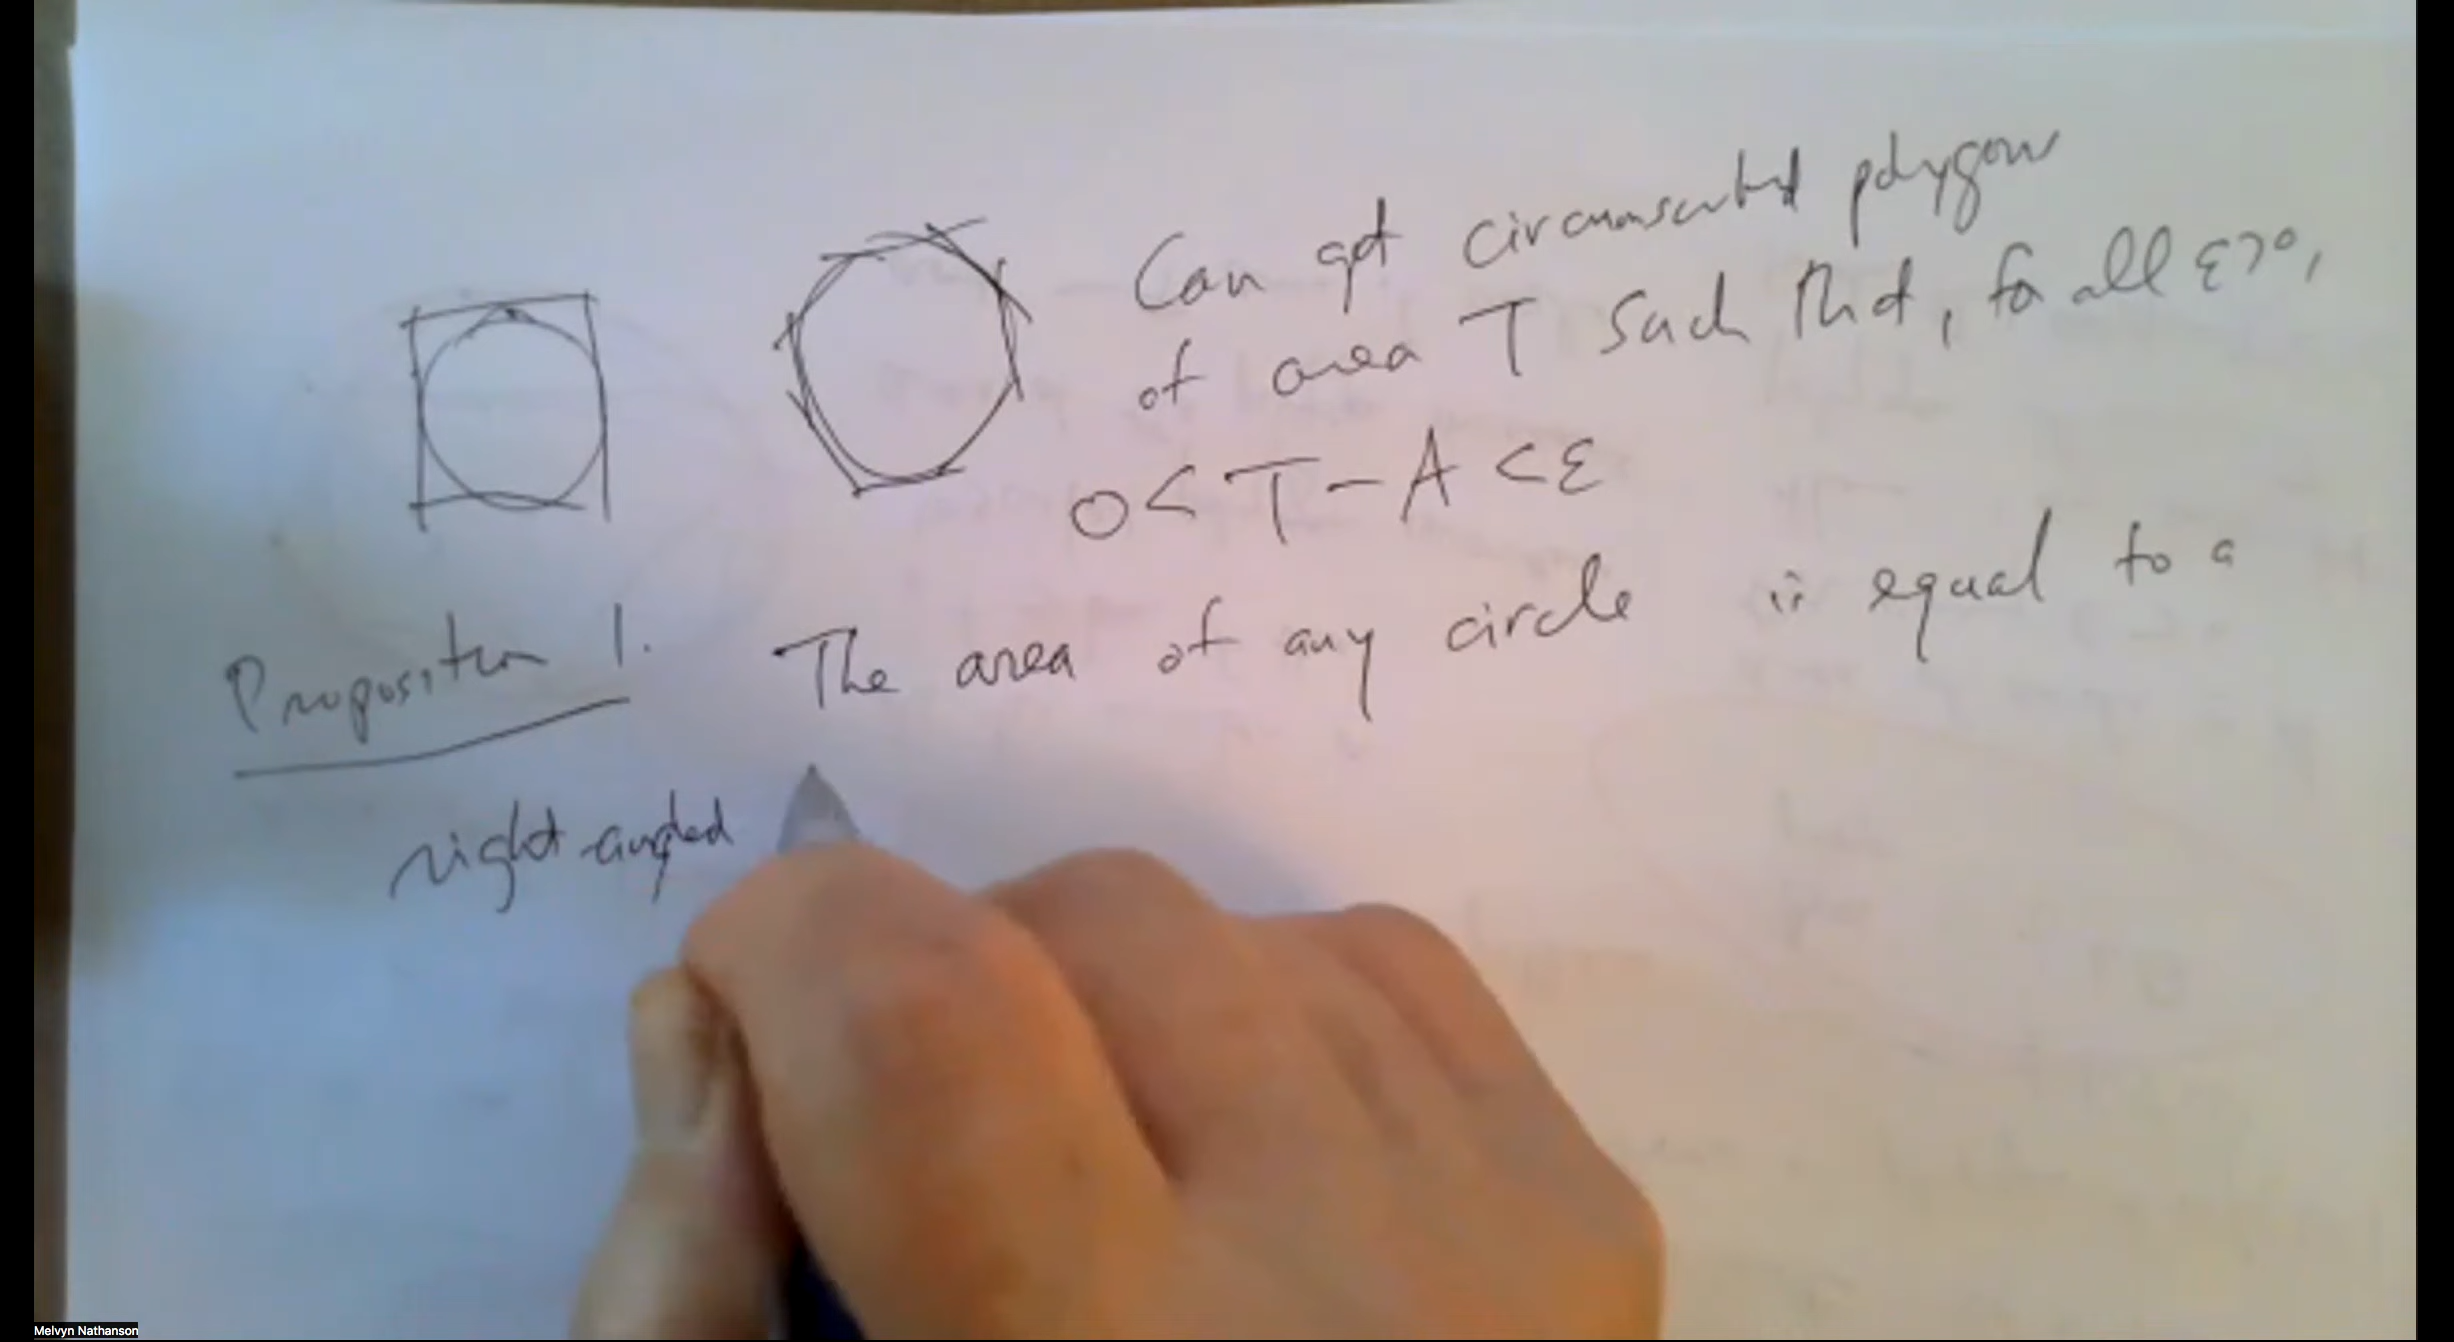 Can get circumscribed polygon
of area T such that, for all ε>0,
0 < T - A < ε
Proposition 1. The area of any circle is equal to a
right-angled
Melvyn Nathanson